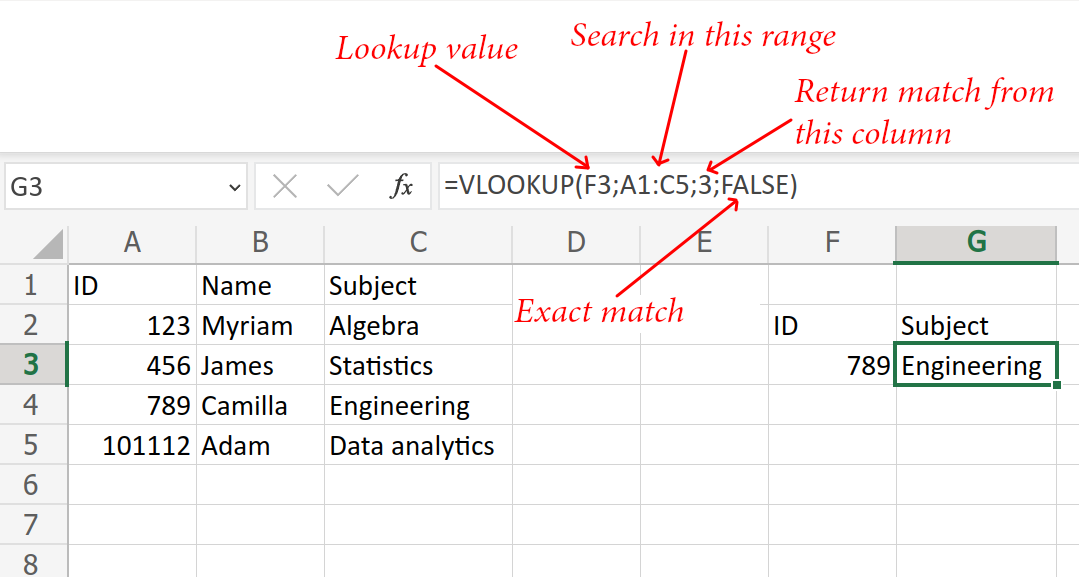 Lookup value
Search in this range
Return match from
this column
G3
fx
=VLOOKUP(F3;A1:C5;3;FALSE)
A B C D E F G
1 ID Name Subject
Exact match
2 123 Myriam Algebra ID Subject
3 456 James Statistics 789 Engineering
4 789 Camilla Engineering
5 101112 Adam Data analytics
6
7
8